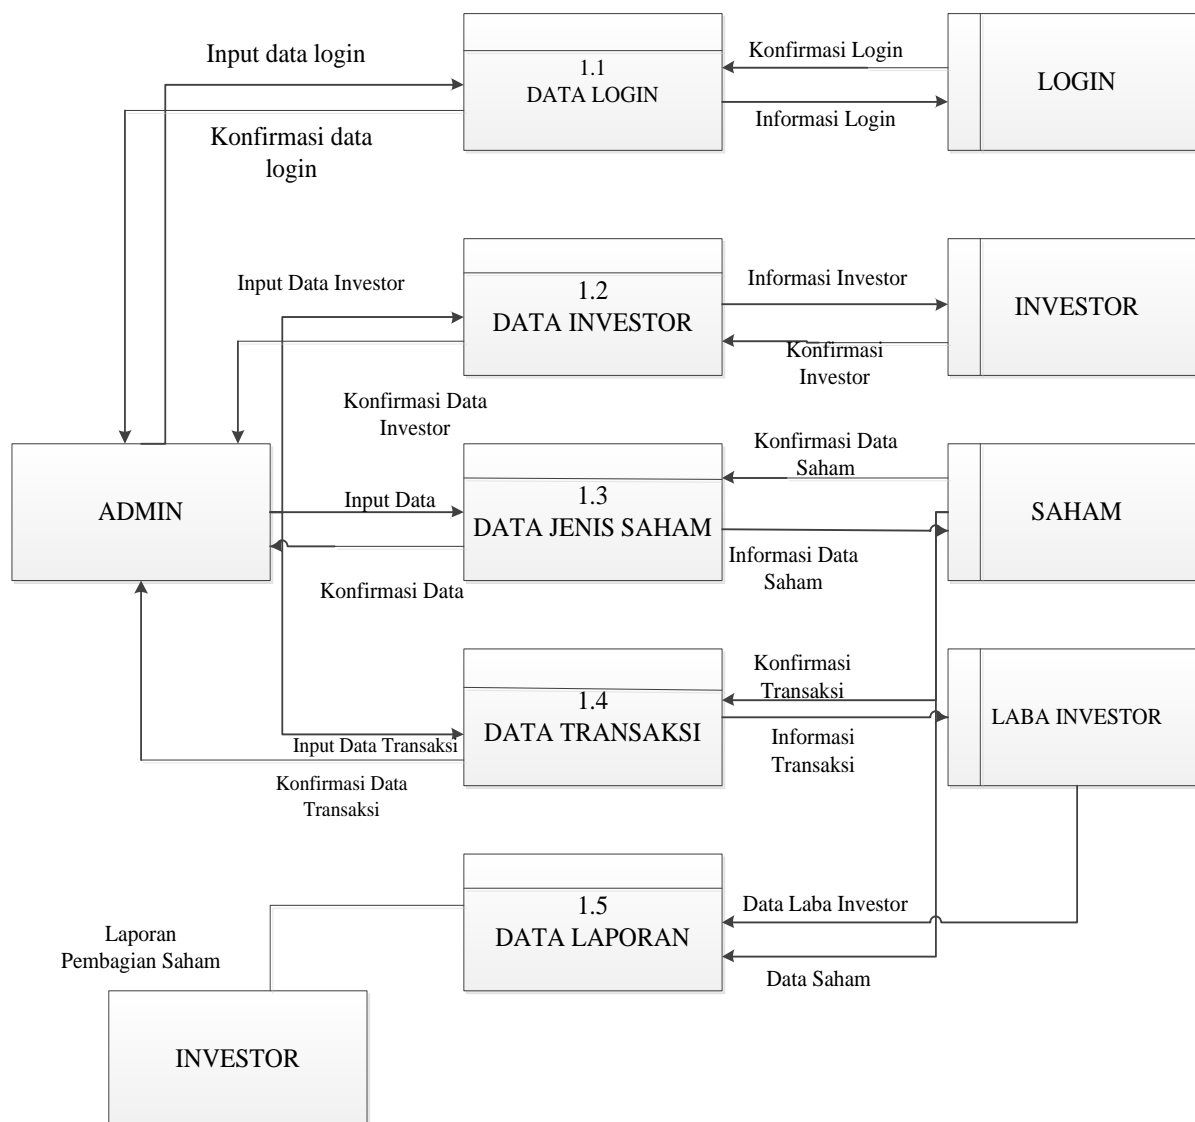 Input data login
1.1
DATA LOGIN
Konfirmasi Login
LOGIN
Informasi Login
Konfirmasi data
login
Input Data Investor
1.2
DATA INVESTOR
Informasi Investor
INVESTOR
Konfirmasi
Investor
Konfirmasi Data
Investor
ADMIN
Input Data
1.3
DATA JENIS SAHAM
Konfirmasi Data
Saham
SAHAM
Informasi Data
Saham
Konfirmasi Data
1.4
DATA TRANSAKSI
Konfirmasi
Transaksi
LABA INVESTOR
Input Data Transaksi
Informasi
Transaksi
Konfirmasi Data
Transaksi
1.5
DATA LAPORAN
Data Laba Investor
Data Saham
Laporan
Pembagian Saham
INVESTOR